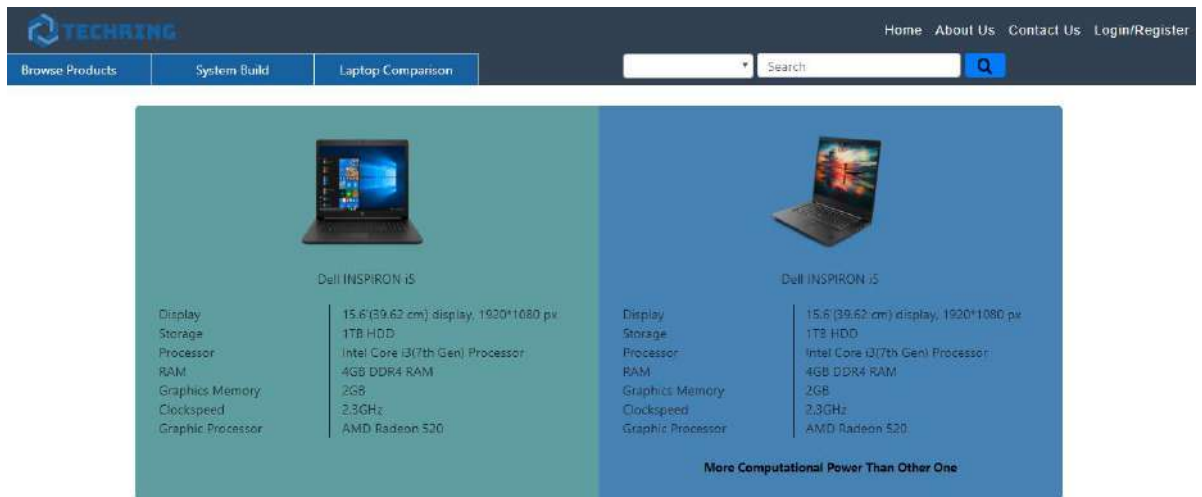 TECHRING
Home About Us Contact Us Login/Register
Browse Products System Build Laptop Comparison Search
Dell INSPIRON i5
Display 15.6'(39.62 cm) display, 1920*1080 px
Storage 1TB HDD
Processor Intel Core i3(7th Gen) Processor
RAM 4GB DDR4 RAM
Graphics Memory 2GB
Clockspeed 2.3GHz
Graphic Processor AMD Radeon 520
Dell INSPIRON i5
Display 15.6'(39.62 cm) display, 1920*1080 px
Storage 1TB HDD
Processor Intel Core i3(7th Gen) Processor
RAM 4GB DDR4 RAM
Graphics Memory 2GB
Clockspeed 2.3GHz
Graphic Processor AMD Radeon 520
More Computational Power Than Other One